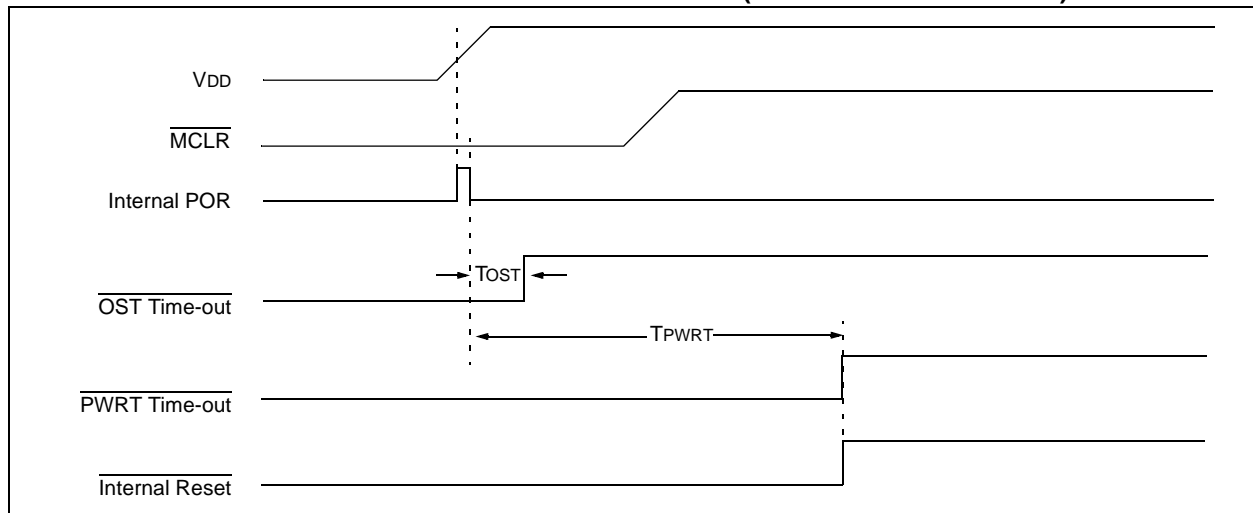 VDD
MCLR
Internal POR
TOST
OST Time-out
TPWRT
PWRT Time-out
Internal Reset